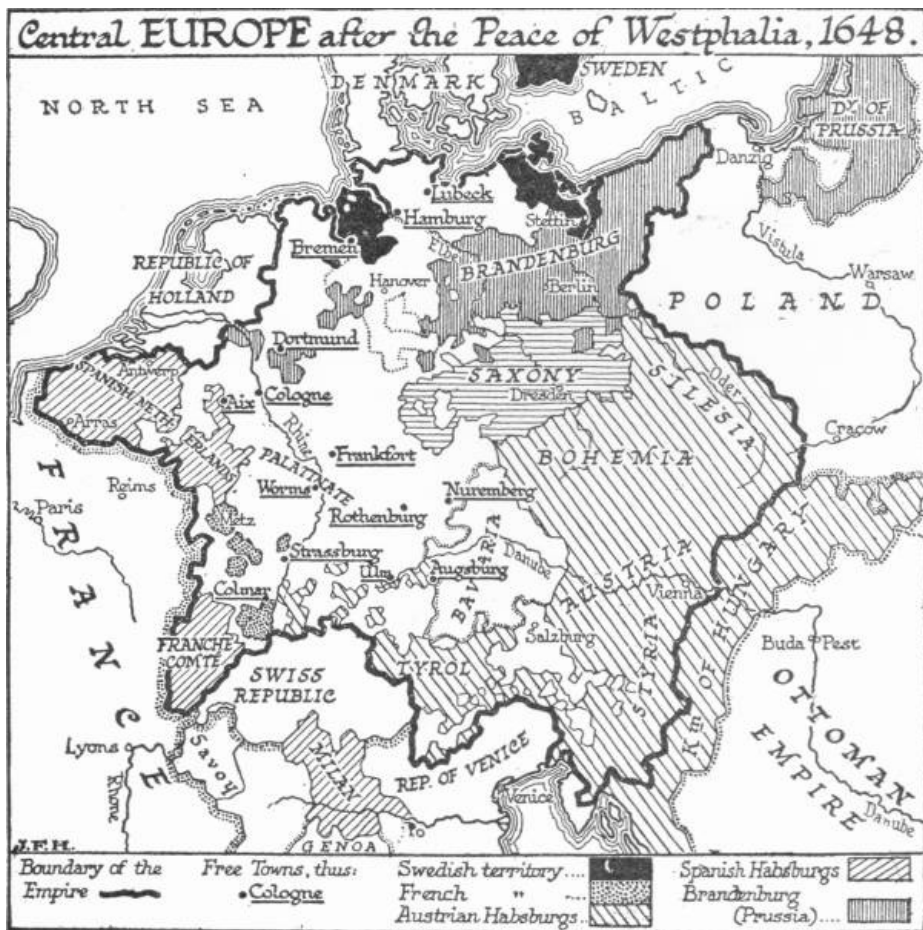 Central EUROPE after the Peace of Westphalia, 1648.
NORTH SEA
DENMARK
SWEDEN
BALTIC
DY. OF
PRUSSIA
Danzig
Lübeck
Hamburg
Stettin
Bremen
Elbe
BRANDENBURG
Vistula
REPUBLIC OF
HOLLAND
Hanover
Berlin
Warsaw
POLAND
Dortmund
Antwerp
SPANISH NETH
ERLANDS
SAXONY
Dresden
SILESIA
Oder
Arras
Aix
Cologne
Rhine
Cracow
FRANCE
Frankfort
BOHEMIA
PALATINATE
Reims
Worms
Nuremberg
Paris
Metz
Rothenburg
Strassburg
Ulm
Augsburg
BAVARIA
Danube
AUSTRIA
Vienna
Km OF HUNGARY
Colmar
Salzburg
STYRIA
Buda
Pest
FRANCHE
COMTÉ
SWISS
REPUBLIC
TYROL
OTTOMAN
EMPIRE
Lyons
Savoy
MILAN
REP. OF VENICE
Rhone
Venice
Po
GENOA
Danube
J.F.H.
Boundary of the
Empire
Free Towns, thus:
Cologne
Swedish territory....
French " ....
Austrian Habsburgs..
Spanish Habsburgs
Brandenburg
(Prussia)....